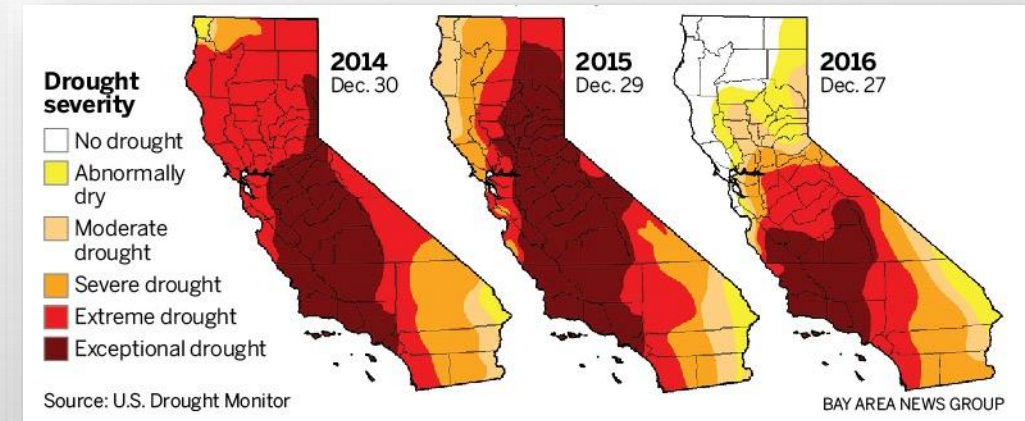 Drought
severity
No drought
Abnormally
dry
Moderate
drought
Severe drought
Extreme drought
Exceptional drought
2014
Dec. 30
2015
Dec. 29
2016
Dec. 27
Source: U.S. Drought Monitor
BAY AREA NEWS GROUP